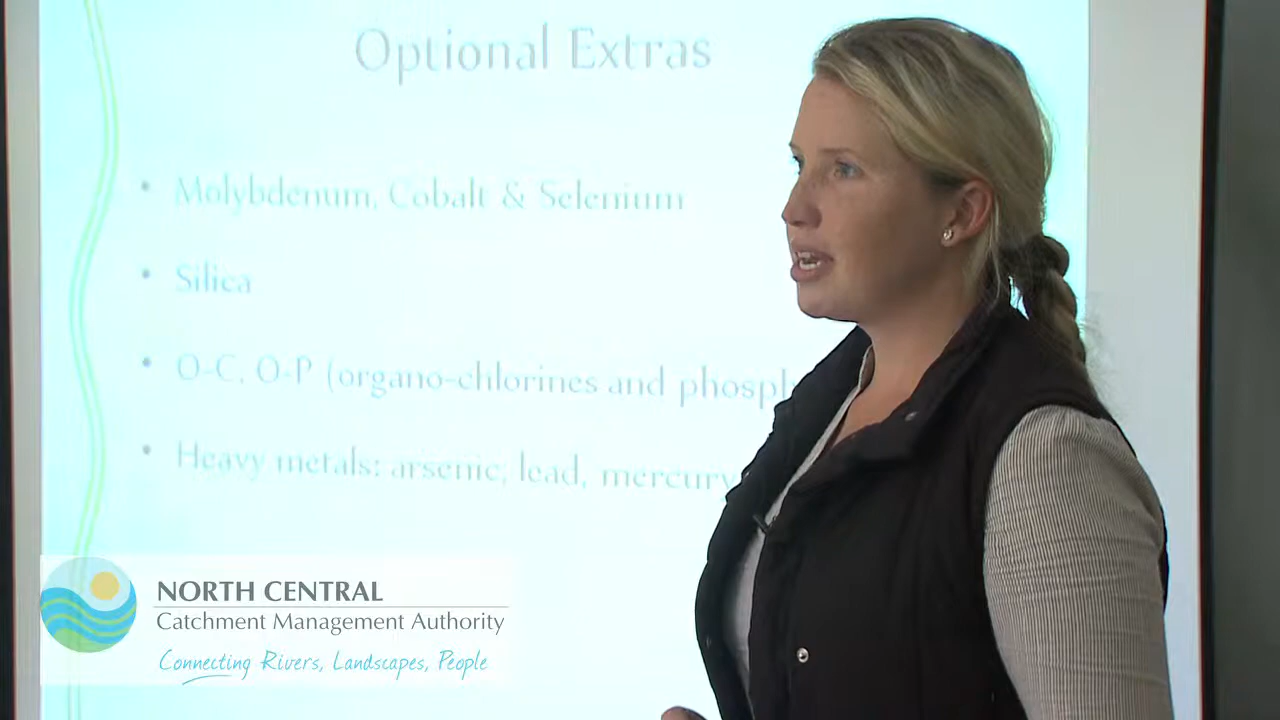 Optional Extras
• Molybdenum, Cobalt & Selenium
• Silica
• O-C, O-P (organo-chlorines and phosph
• Heavy metals: arsenic, lead, mercury
NORTH CENTRAL
Catchment Management Authority
Connecting Rivers, Landscapes, People